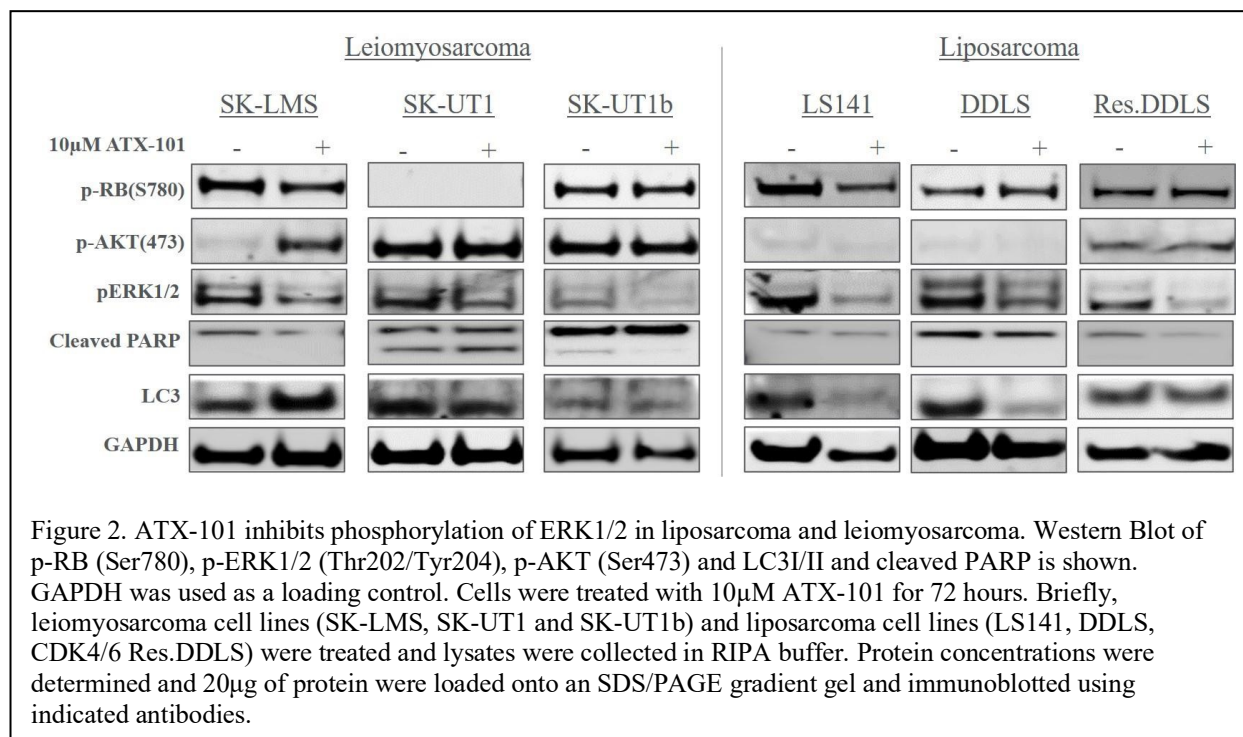 Leiomyosarcoma Liposarcoma
SK-LMS SK-UT1 SK-UT1b LS141 DDLS Res.DDLS
10µM ATX-101 - + - + - + - + - + - +
p-RB(S780)
p-AKT(473)
pERK1/2
Cleaved PARP
LC3
GAPDH
Figure 2. ATX-101 inhibits phosphorylation of ERK1/2 in liposarcoma and leiomyosarcoma. Western Blot of
p-RB (Ser780), p-ERK1/2 (Thr202/Tyr204), p-AKT (Ser473) and LC3I/II and cleaved PARP is shown.
GAPDH was used as a loading control. Cells were treated with 10µM ATX-101 for 72 hours. Briefly,
leiomyosarcoma cell lines (SK-LMS, SK-UT1 and SK-UT1b) and liposarcoma cell lines (LS141, DDLS,
CDK4/6 Res.DDLS) were treated and lysates were collected in RIPA buffer. Protein concentrations were
determined and 20µg of protein were loaded onto an SDS/PAGE gradient gel and immunoblotted using
indicated antibodies.